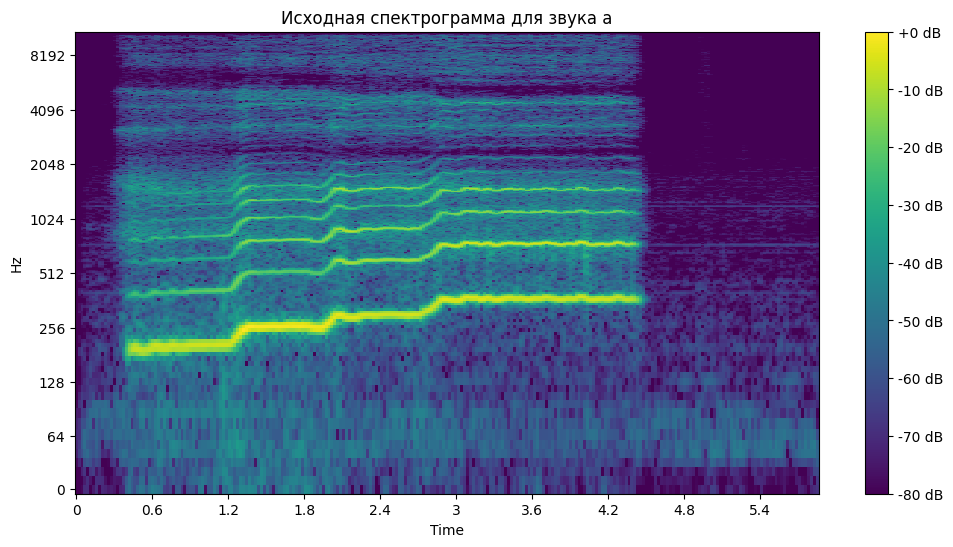 Исходная спектрограмма для звука а
Hz
8192
4096
2048
1024
512
256
128
64
0
0 0.6 1.2 1.8 2.4 3 3.6 4.2 4.8 5.4
Time
+0 dB
-10 dB
-20 dB
-30 dB
-40 dB
-50 dB
-60 dB
-70 dB
-80 dB